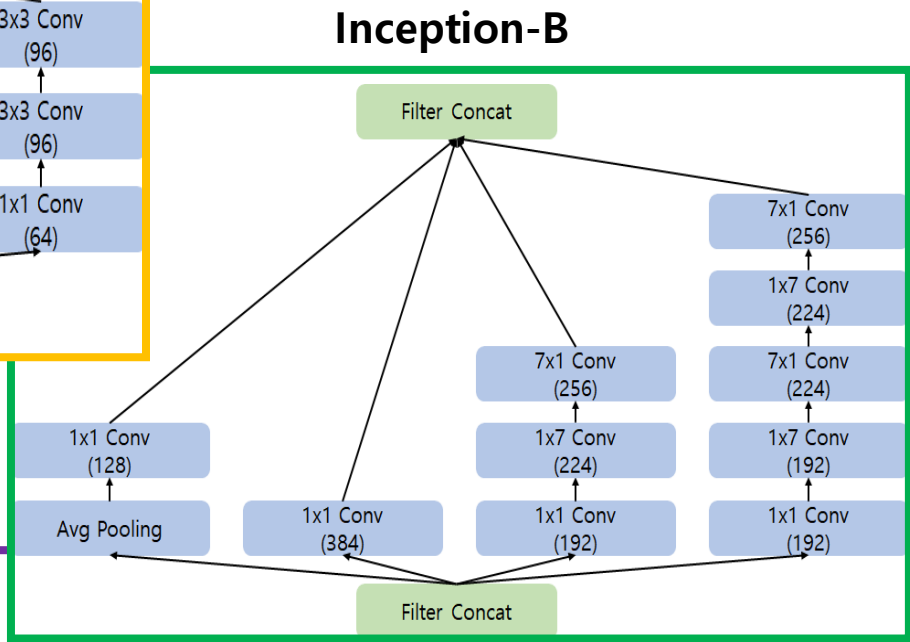 Inception-B
3x3 Conv
(96)
3x3 Conv
(96)
1x1 Conv
(64)
Filter Concat
7x1 Conv
(256)
1x7 Conv
(224)
7x1 Conv
(256)
7x1 Conv
(224)
1x1 Conv
(128)
1x7 Conv
(224)
1x7 Conv
(192)
Avg Pooling
1x1 Conv
(384)
1x1 Conv
(192)
1x1 Conv
(192)
Filter Concat